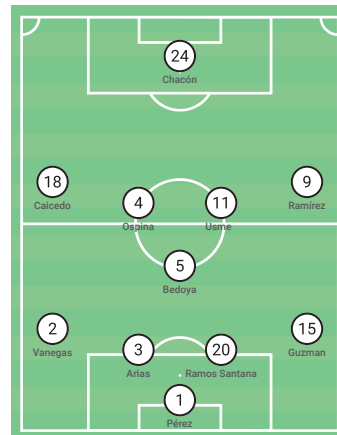 24
Chacón
18
Caicedo
4
Ospina
11
Usme
9
Ramírez
5
Bedoya
2
Vanegas
3
Arias
20
Ramos Santana
15
Guzman
1
Pérez